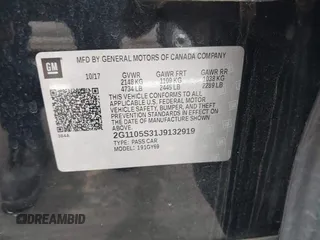 GM
MFD BY GENERAL MOTORS OF CANADA COMPANY
10/17 GVWR GAWR FRT GAWR RR
2149 KG 1109 KG 1038 KG
4734 LB 2445 LB 2289 LB
THIS VEHICLE CONFORMS TO ALL
APPLICABLE U.S. FEDERAL MOTOR
VEHICLE SAFETY, BUMPER, AND THEFT
PREVENTION STANDARDS IN EFFECT
ON THE DATE OF MANUFACTURE
SHOWN ABOVE.
2G1105S31J9132919
TYPE: PASS CAR
MODEL: 1GY69
DREAMBID